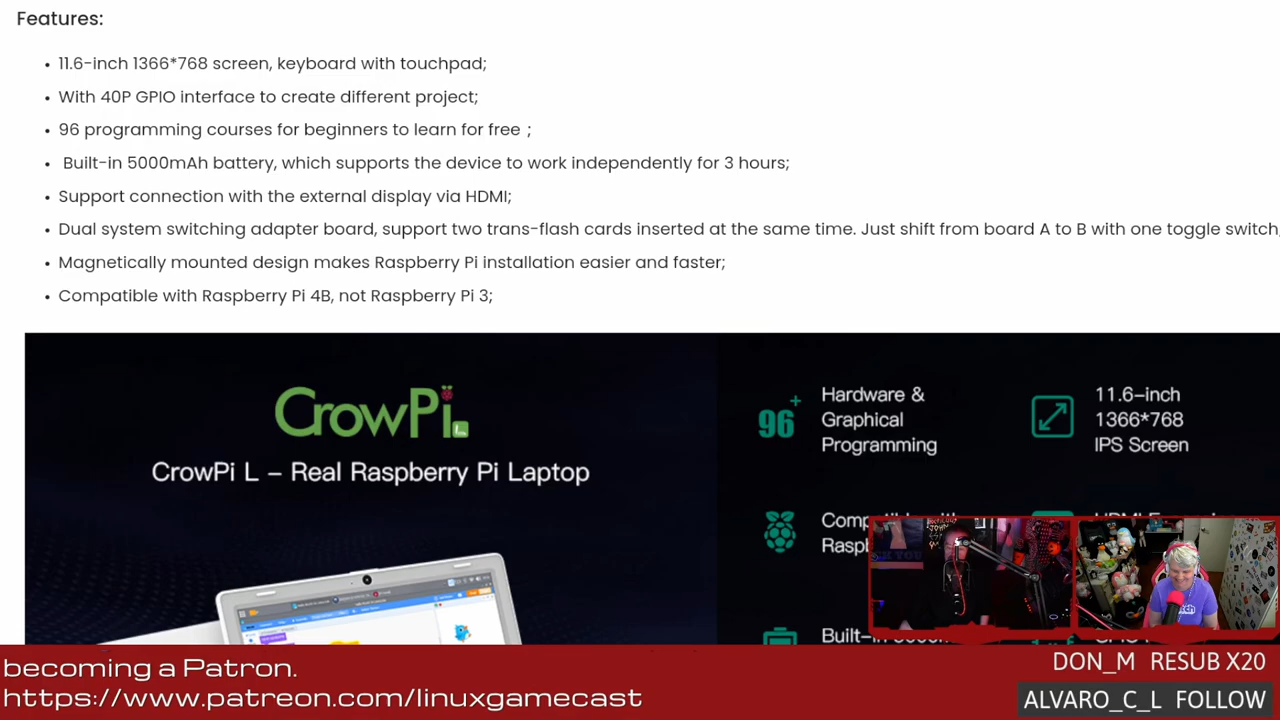 Features:
11.6-inch 1366*768 screen, keyboard with touchpad;
With 40P GPIO interface to create different project;
96 programming courses for beginners to learn for free ;
Built-in 5000mAh battery, which supports the device to work independently for 3 hours;
Support connection with the external display via HDMI;
Dual system switching adapter board, support two trans-flash cards inserted at the same time. Just shift from board A to B with one toggle switch;
Magnetically mounted design makes Raspberry Pi installation easier and faster;
Compatible with Raspberry Pi 4B, not Raspberry Pi 3;
CrowPi L
CrowPi L – Real Raspberry Pi Laptop
96+
Hardware &
Graphical
Programming
11.6-inch
1366*768
IPS Screen
becoming a Patron.
https://www.patreon.com/linuxgamecast
DON_M RESUB X20
ALVARO_C_L FOLLOW